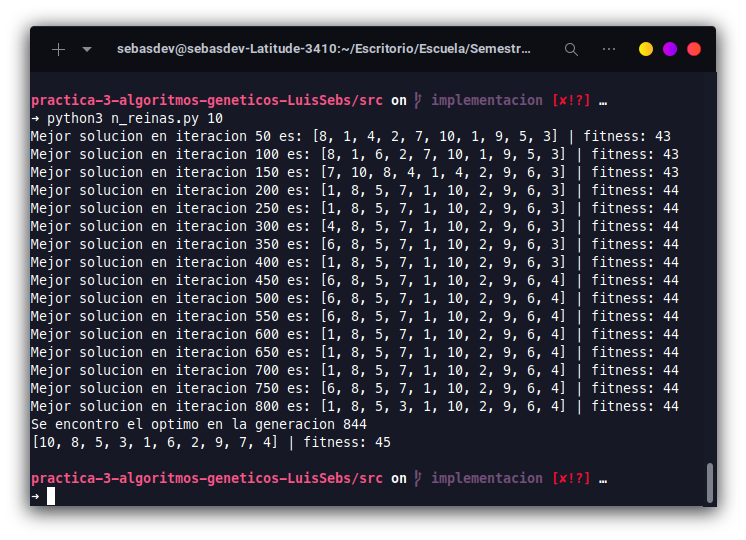 sebasdev@sebasdev-Latitude-3410:~/Escritorio/Escuela/Semestr...
practica-3-algoritmos-geneticos-LuisSebs/src on implementacion [✘!?] …
→ python3 n_reinas.py 10
Mejor solucion en iteracion 50 es: [8, 1, 4, 2, 7, 10, 1, 9, 5, 3] | fitness: 43
Mejor solucion en iteracion 100 es: [8, 1, 6, 2, 7, 10, 1, 9, 5, 3] | fitness: 43
Mejor solucion en iteracion 150 es: [7, 10, 8, 4, 1, 4, 2, 9, 6, 3] | fitness: 43
Mejor solucion en iteracion 200 es: [1, 8, 5, 7, 1, 10, 2, 9, 6, 3] | fitness: 44
Mejor solucion en iteracion 250 es: [1, 8, 5, 7, 1, 10, 2, 9, 6, 3] | fitness: 44
Mejor solucion en iteracion 300 es: [4, 8, 5, 7, 1, 10, 2, 9, 6, 3] | fitness: 44
Mejor solucion en iteracion 350 es: [6, 8, 5, 7, 1, 10, 2, 9, 6, 3] | fitness: 44
Mejor solucion en iteracion 400 es: [1, 8, 5, 7, 1, 10, 2, 9, 6, 3] | fitness: 44
Mejor solucion en iteracion 450 es: [6, 8, 5, 7, 1, 10, 2, 9, 6, 4] | fitness: 44
Mejor solucion en iteracion 500 es: [6, 8, 5, 7, 1, 10, 2, 9, 6, 4] | fitness: 44
Mejor solucion en iteracion 550 es: [6, 8, 5, 7, 1, 10, 2, 9, 6, 4] | fitness: 44
Mejor solucion en iteracion 600 es: [1, 8, 5, 7, 1, 10, 2, 9, 6, 4] | fitness: 44
Mejor solucion en iteracion 650 es: [1, 8, 5, 7, 1, 10, 2, 9, 6, 4] | fitness: 44
Mejor solucion en iteracion 700 es: [1, 8, 5, 7, 1, 10, 2, 9, 6, 4] | fitness: 44
Mejor solucion en iteracion 750 es: [6, 8, 5, 7, 1, 10, 2, 9, 6, 4] | fitness: 44
Mejor solucion en iteracion 800 es: [1, 8, 5, 3, 1, 10, 2, 9, 6, 4] | fitness: 44
Se encontro el optimo en la generacion 844
[10, 8, 5, 3, 1, 6, 2, 9, 7, 4] | fitness: 45
practica-3-algoritmos-geneticos-LuisSebs/src on implementacion [✘!?] …
→